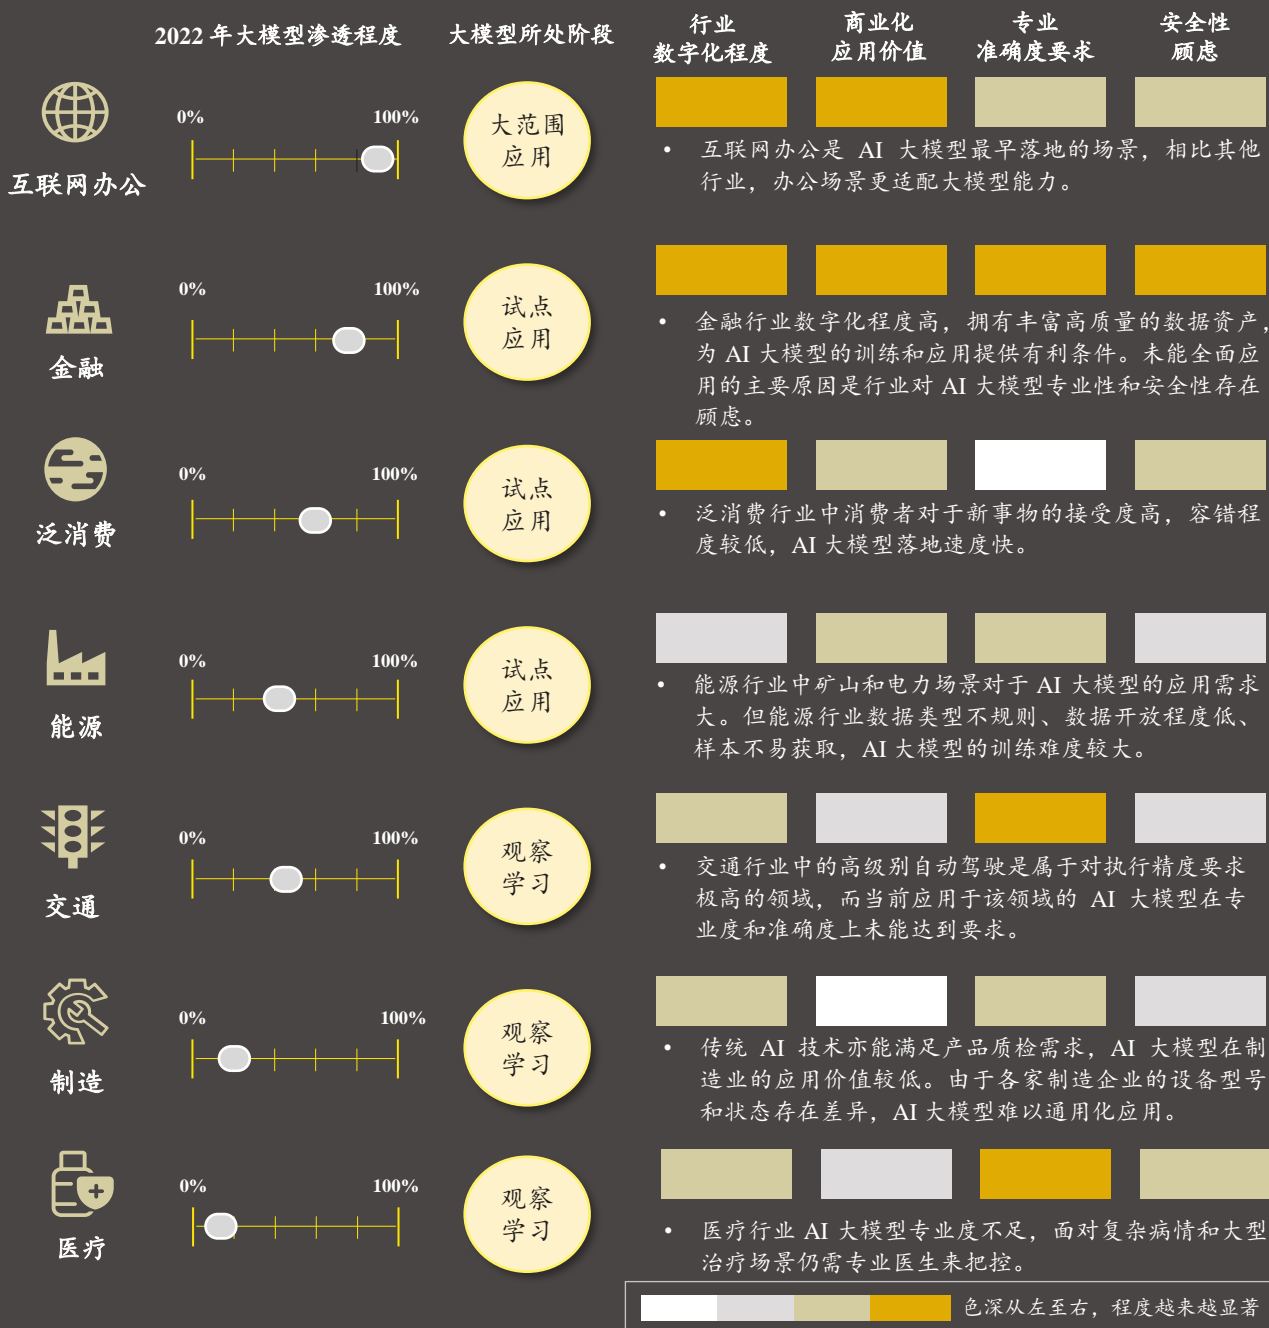 2022 年大模型渗透程度
大模型所处阶段
行业
数字化程度
商业化
应用价值
专业
准确度要求
安全性
顾虑
互联网办公
0%
100%
大范围
应用
• 互联网办公是 AI 大模型最早落地的场景，相比其他
行业，办公场景更适配大模型能力。
金融
0%
100%
试点
应用
• 金融行业数字化程度高，拥有丰富高质量的数据资产，
为 AI 大模型的训练和应用提供有利条件。未能全面应
用的主要原因是行业对 AI 大模型专业性和安全性存在
顾虑。
泛消费
0%
100%
试点
应用
• 泛消费行业中消费者对于新事物的接受度高，容错程
度较低，AI 大模型落地速度快。
能源
0%
100%
试点
应用
• 能源行业中矿山和电力场景对于 AI 大模型的应用需求
大。但能源行业数据类型不规则、数据开放程度低、
样本不易获取，AI 大模型的训练难度较大。
交通
0%
100%
观察
学习
• 交通行业中的高级别自动驾驶是属于对执行精度要求
极高的领域，而当前应用于该领域的 AI 大模型在专
业度和准确度上未能达到要求。
制造
0%
100%
观察
学习
• 传统 AI 技术亦能满足产品质检需求，AI 大模型在制
造业的应用价值较低。由于各家制造企业的设备型号
和状态存在差异，AI 大模型难以通用化应用。
医疗
0%
100%
观察
学习
• 医疗行业 AI 大模型专业度不足，面对复杂病情和大型
治疗场景仍需专业医生来把控。
色深从左至右，程度越来越显著